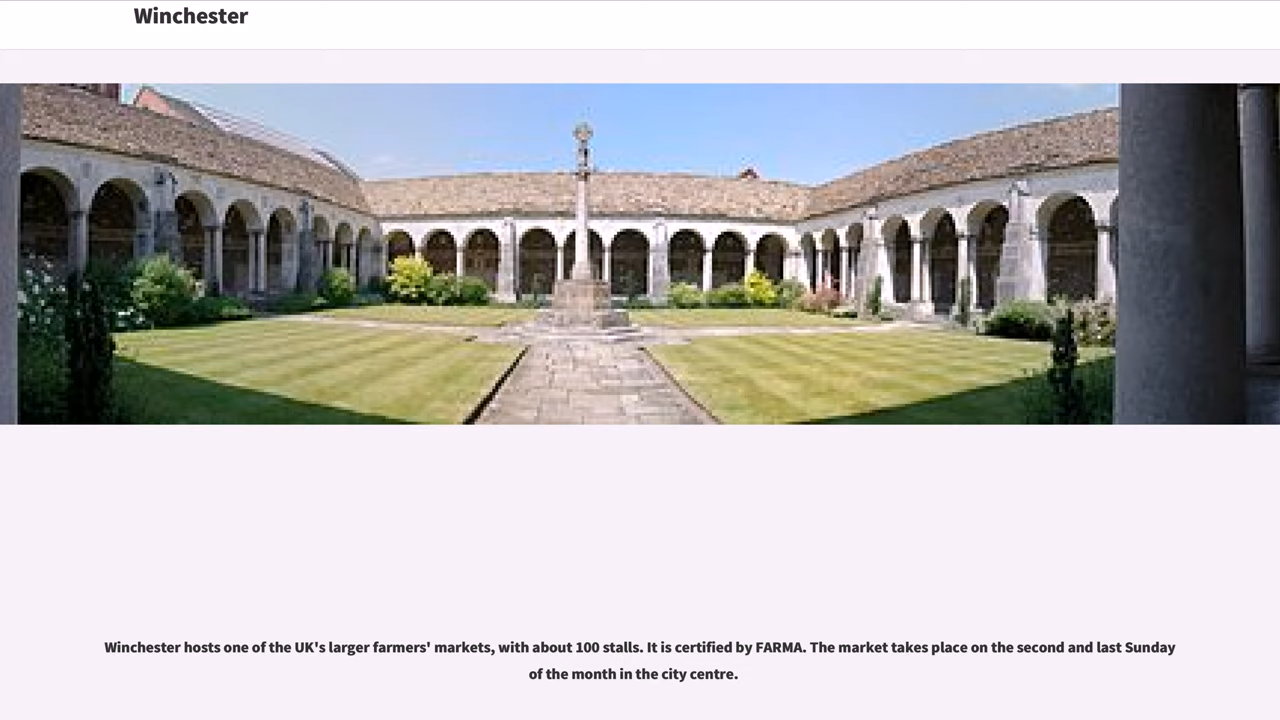 Winchester
Winchester hosts one of the UK's larger farmers' markets, with about 100 stalls. It is certified by FARMA. The market takes place on the second and last Sunday
of the month in the city centre.